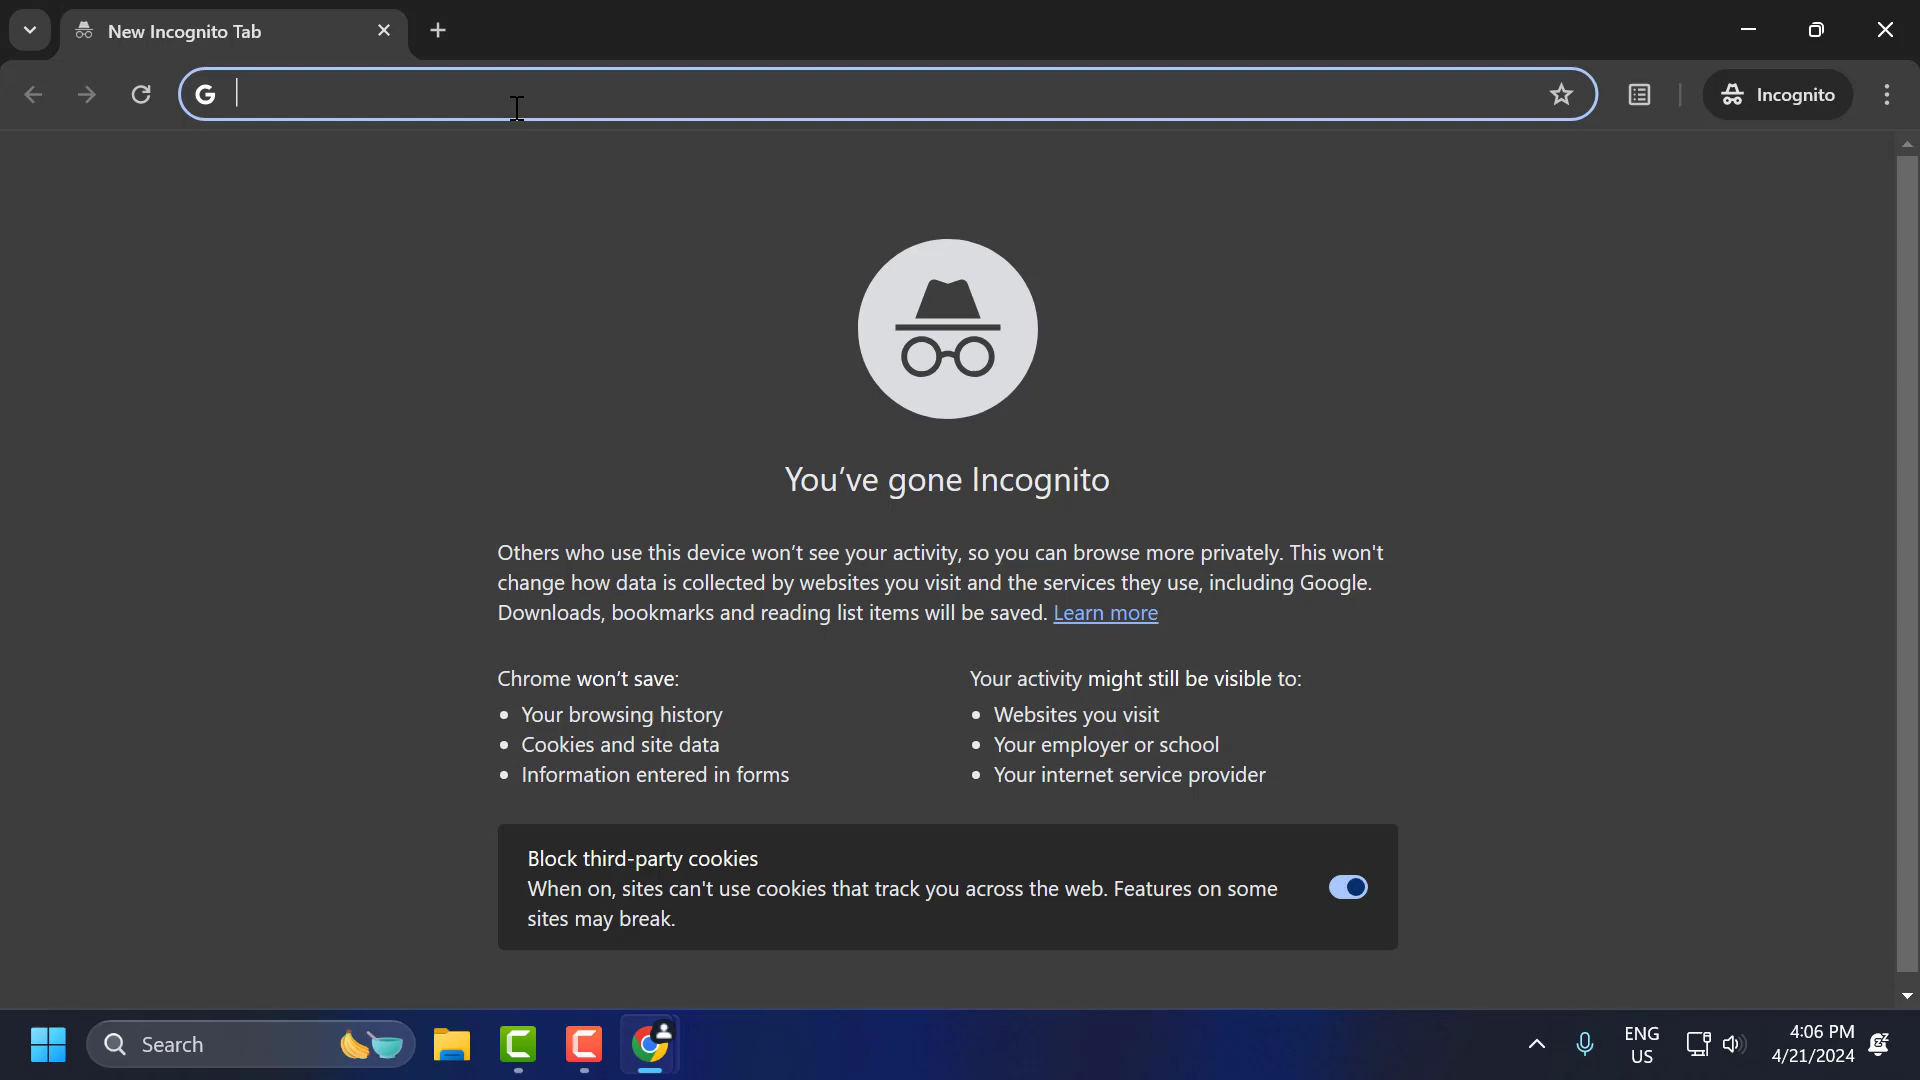 New Incognito Tab
Incognito
You've gone Incognito
Others who use this device won't see your activity, so you can browse more privately. This won't
change how data is collected by websites you visit and the services they use, including Google.
Downloads, bookmarks and reading list items will be saved. Learn more
Chrome won't save:
Your browsing history
Cookies and site data
Information entered in forms
Your activity might still be visible to:
Websites you visit
Your employer or school
Your internet service provider
Block third-party cookies
When on, sites can't use cookies that track you across the web. Features on some
sites may break.
Search
ENG
US
4:06 PM
4/21/2024